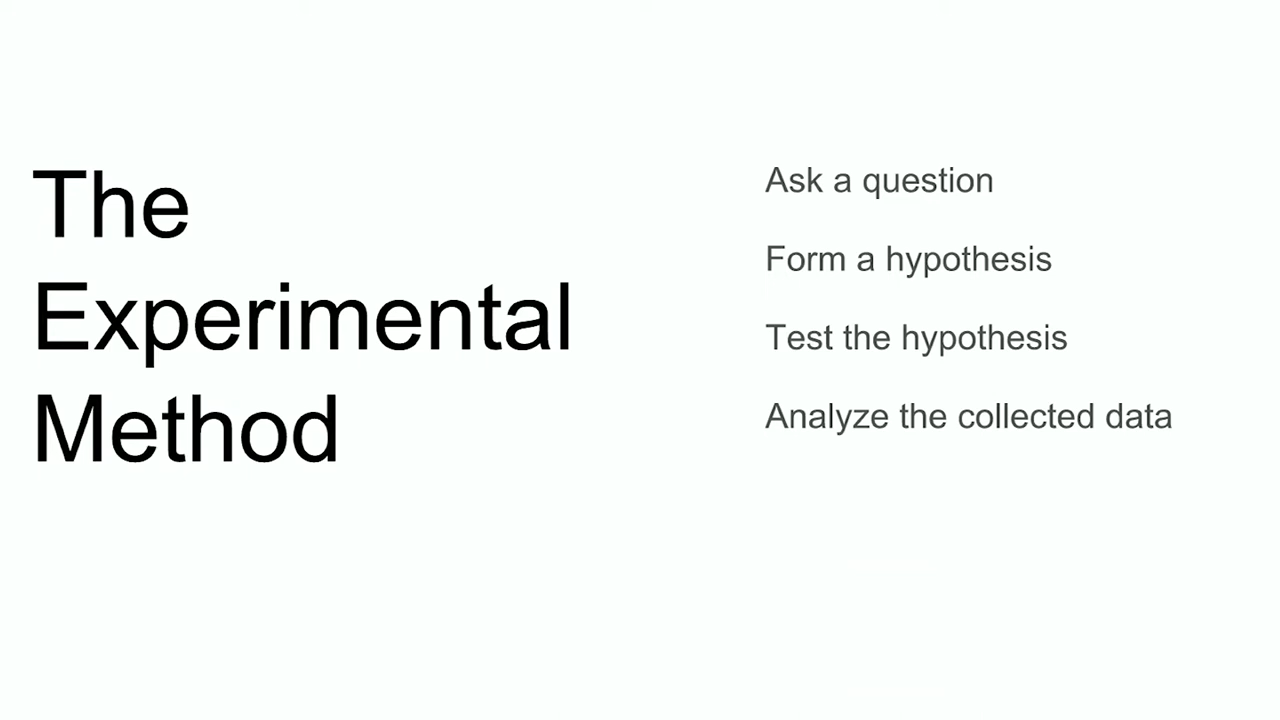 The
Experimental
Method
Ask a question
Form a hypothesis
Test the hypothesis
Analyze the collected data